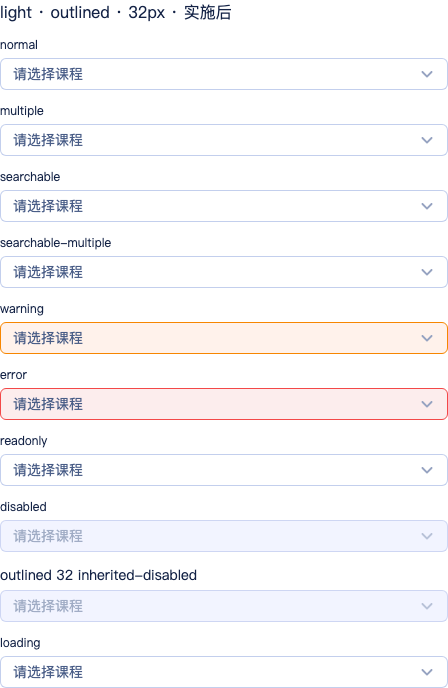 light · outlined · 32px · 实施后
normal
请选择课程
multiple
请选择课程
searchable
请选择课程
searchable-multiple
请选择课程
warning
请选择课程
error
请选择课程
readonly
请选择课程
disabled
请选择课程
outlined 32 inherited-disabled
请选择课程
loading
请选择课程